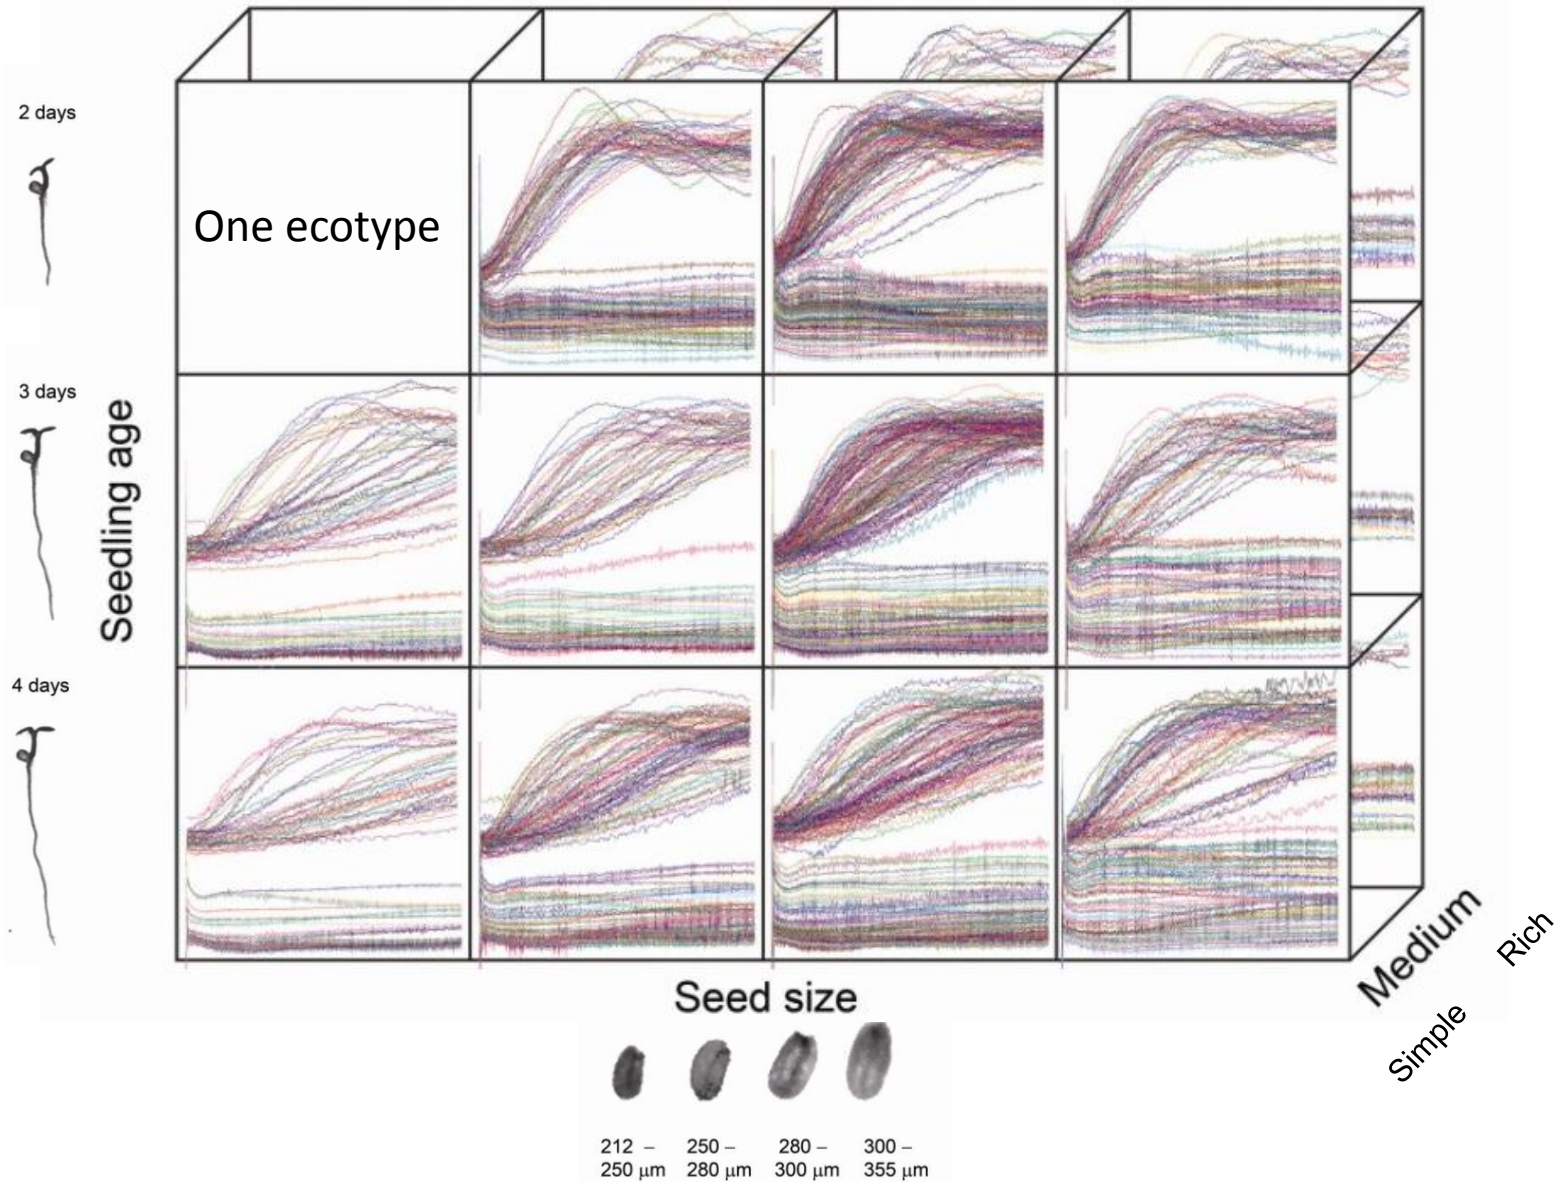 2 days
One ecotype
3 days
Seedling age
4 days
Medium
Rich
Simple
Seed size
212 – 250 – 280 – 300 –
250 μm 280 μm 300 μm 355 μm